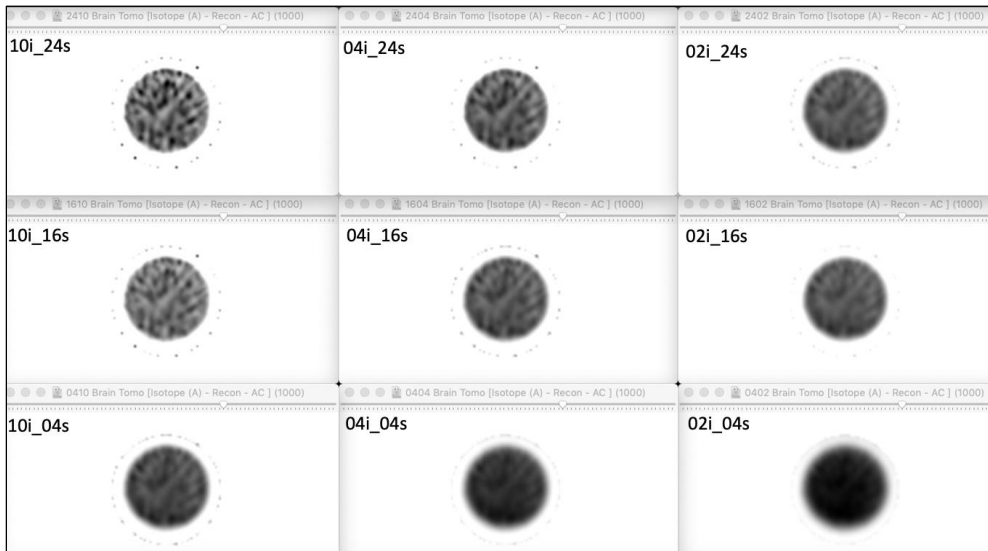 2410 Brain Tomo [Isotope (A) - Recon - AC ] (1000)
2404 Brain Tomo [Isotope (A) - Recon - AC ] (1000)
2402 Brain Tomo [Isotope (A) - Recon - AC ] (1000)
10i_24s
04i_24s
02i_24s
1610 Brain Tomo [Isotope (A) - Recon - AC ] (1000)
1604 Brain Tomo [Isotope (A) - Recon - AC ] (1000)
1602 Brain Tomo [Isotope (A) - Recon - AC ] (1000)
10i_16s
04i_16s
02i_16s
0410 Brain Tomo [Isotope (A) - Recon - AC ] (1000)
0404 Brain Tomo [Isotope (A) - Recon - AC ] (1000)
0402 Brain Tomo [Isotope (A) - Recon - AC ] (1000)
10i_04s
04i_04s
02i_04s